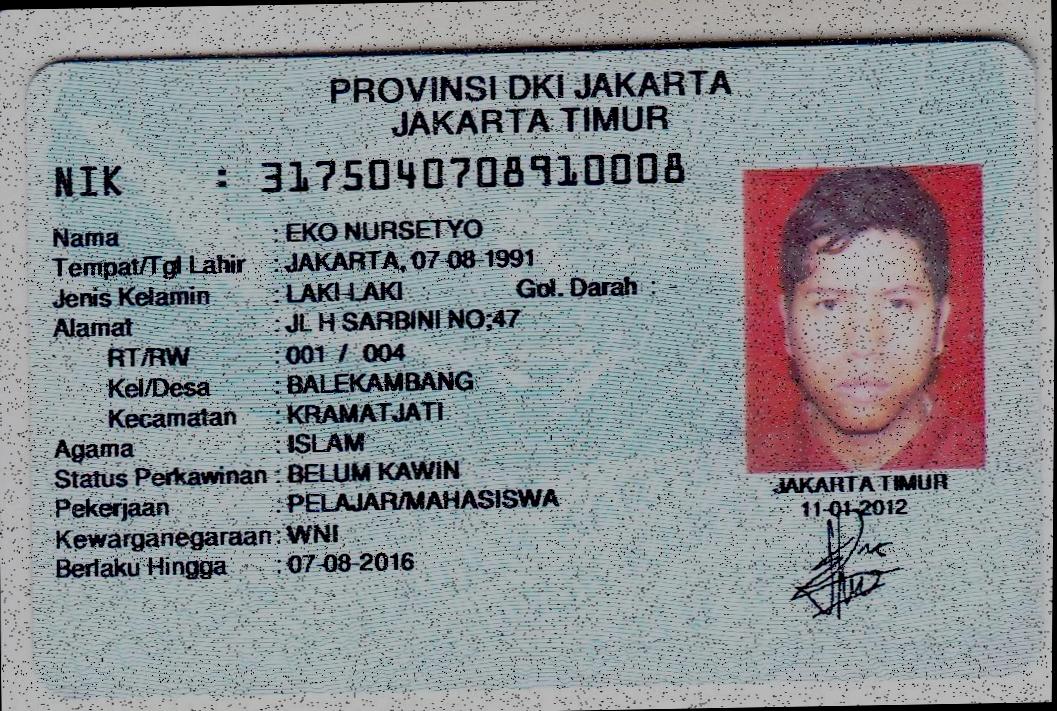 PROVINSI DKI JAKARTA
JAKARTA TIMUR
NIK : 3175040708910008
Nama : EKO NURSETYO
Tempat/Tgl Lahir : JAKARTA, 07-08-1991
Jenis Kelamin : LAKI-LAKI Gol. Darah :
Alamat : JL H SARBINI NO;47
RT/RW : 001 / 004
Kel/Desa : BALEKAMBANG
Kecamatan : KRAMATJATI
Agama : ISLAM
Status Perkawinan : BELUM KAWIN
Pekerjaan : PELAJAR/MAHASISWA
Kewarganegaraan : WNI
Berlaku Hingga : 07-08-2016
JAKARTA TIMUR
11-01-2012